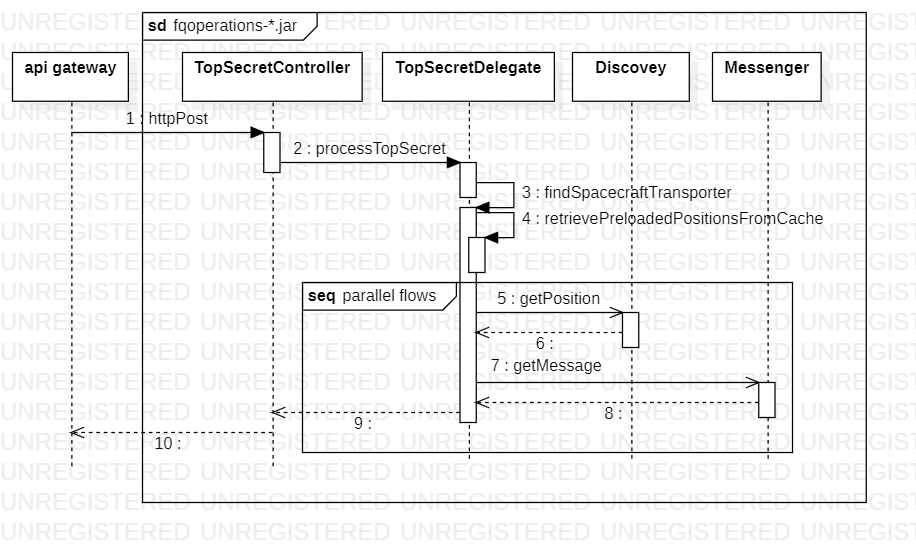 sd fqoperations-*.jar
api gateway
TopSecretController
TopSecretDelegate
Discovey
Messenger
1 : httpPost
2 : processTopSecret
3 : findSpacecraftTransporter
4 : retrievePreloadedPositionsFromCache
seq parallel flows
5 : getPosition
6 :
7 : getMessage
8 :
9 :
10 :
UNREGISTERED UNREGISTERED UNREGISTERED UNREGISTERED UNREGISTERED